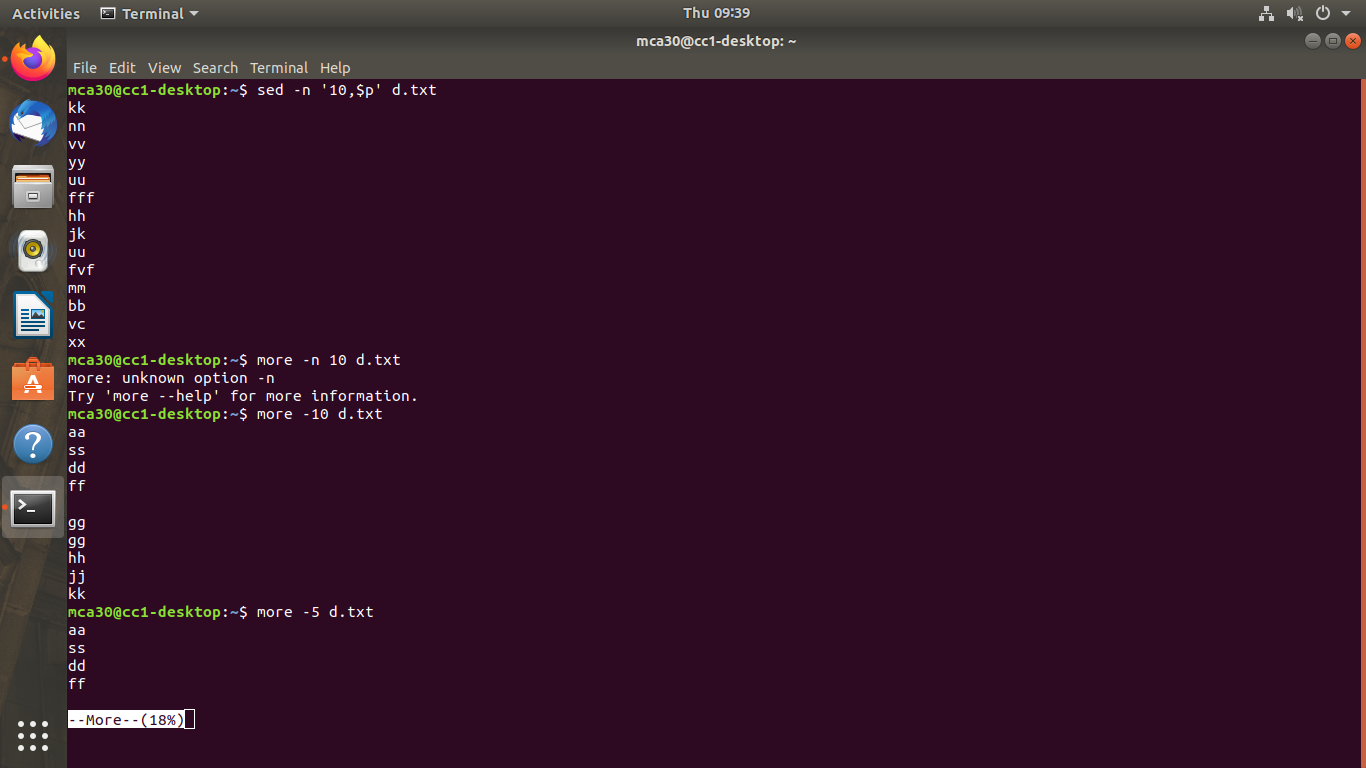 Activities Terminal Thu 09:39
mca30@cc1-desktop: ~
File Edit View Search Terminal Help
mca30@cc1-desktop:~$ sed -n '10,$p' d.txt
kk
nn
vv
yy
uu
fff
hh
jk
uu
fvf
mm
bb
vc
xx
mca30@cc1-desktop:~$ more -n 10 d.txt
more: unknown option -n
Try 'more --help' for more information.
mca30@cc1-desktop:~$ more -10 d.txt
aa
ss
dd
ff
gg
gg
hh
jj
kk
mca30@cc1-desktop:~$ more -5 d.txt
aa
ss
dd
ff
--More--(18%)